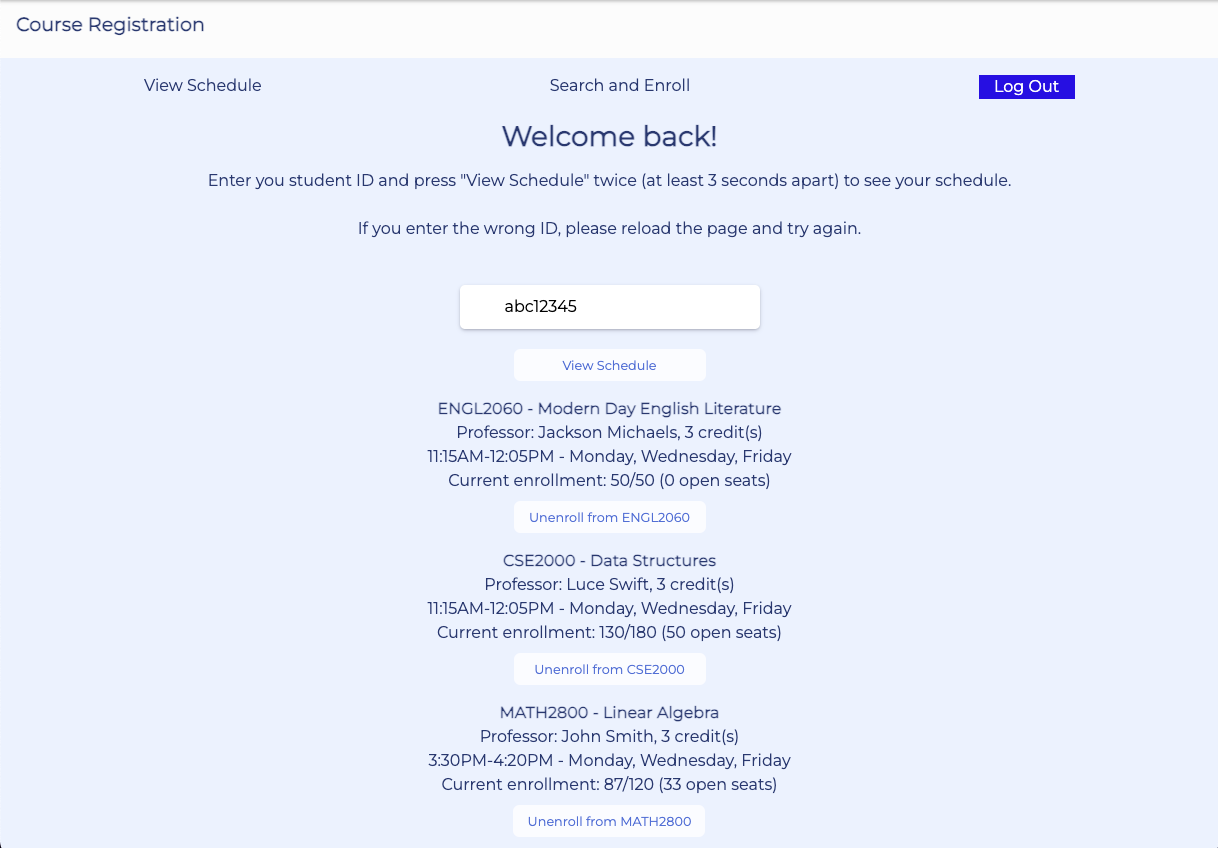 Course Registration
View Schedule
Search and Enroll
Log Out
Welcome back!
Enter you student ID and press "View Schedule" twice (at least 3 seconds apart) to see your schedule.
If you enter the wrong ID, please reload the page and try again.
abc12345
View Schedule
ENGL2060 - Modern Day English Literature
Professor: Jackson Michaels, 3 credit(s)
11:15AM-12:05PM - Monday, Wednesday, Friday
Current enrollment: 50/50 (0 open seats)
Unenroll from ENGL2060
CSE2000 - Data Structures
Professor: Luce Swift, 3 credit(s)
11:15AM-12:05PM - Monday, Wednesday, Friday
Current enrollment: 130/180 (50 open seats)
Unenroll from CSE2000
MATH2800 - Linear Algebra
Professor: John Smith, 3 credit(s)
3:30PM-4:20PM - Monday, Wednesday, Friday
Current enrollment: 87/120 (33 open seats)
Unenroll from MATH2800